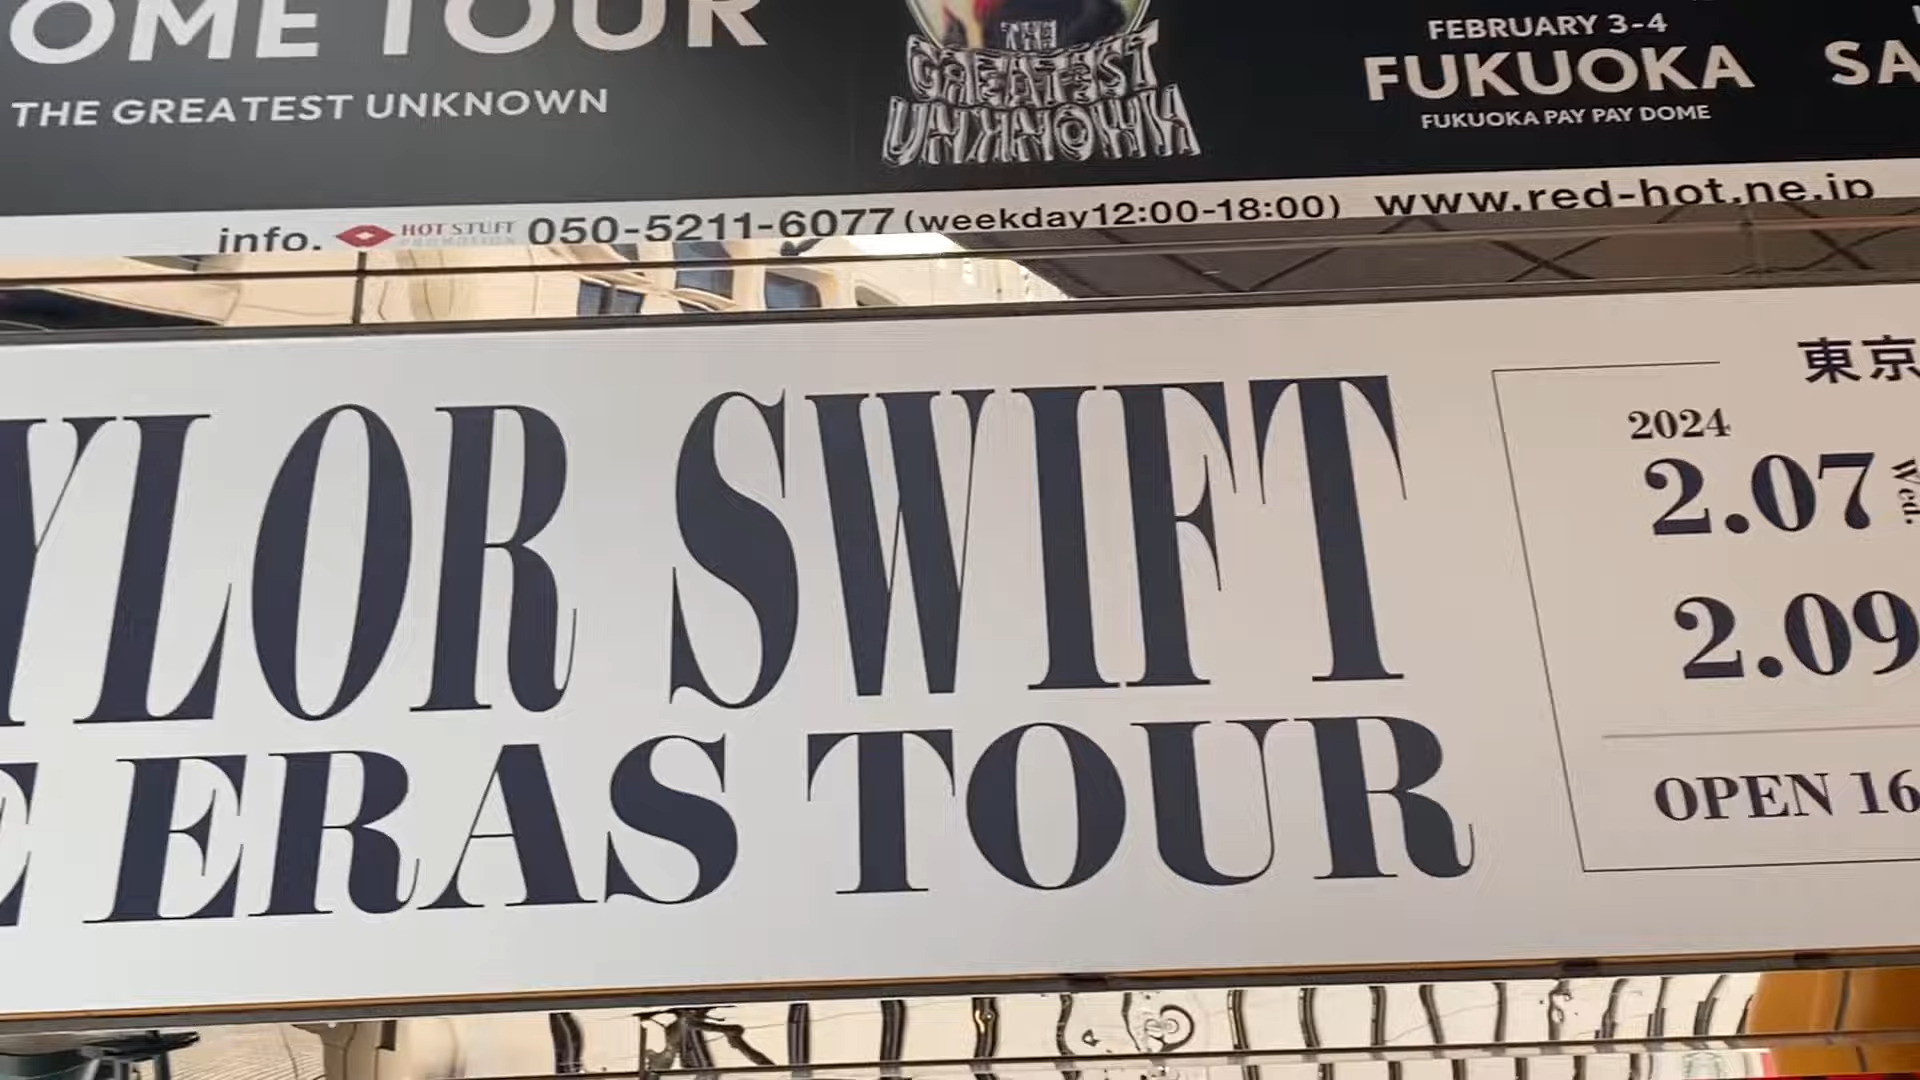 OME TOUR
THE GREATEST UNKNOWN
THE
GREATEST
UNKNOWN
FEBRUARY 3-4
FUKUOKA
FUKUOKA PAY PAY DOME
SA
info. HOT STUFF PROMOTION 050-5211-6077 (weekday12:00-18:00) www.red-hot.ne.jp
YLOR SWIFT
E ERAS TOUR
東京
2024
2.07 Wed.
2.09
OPEN 16